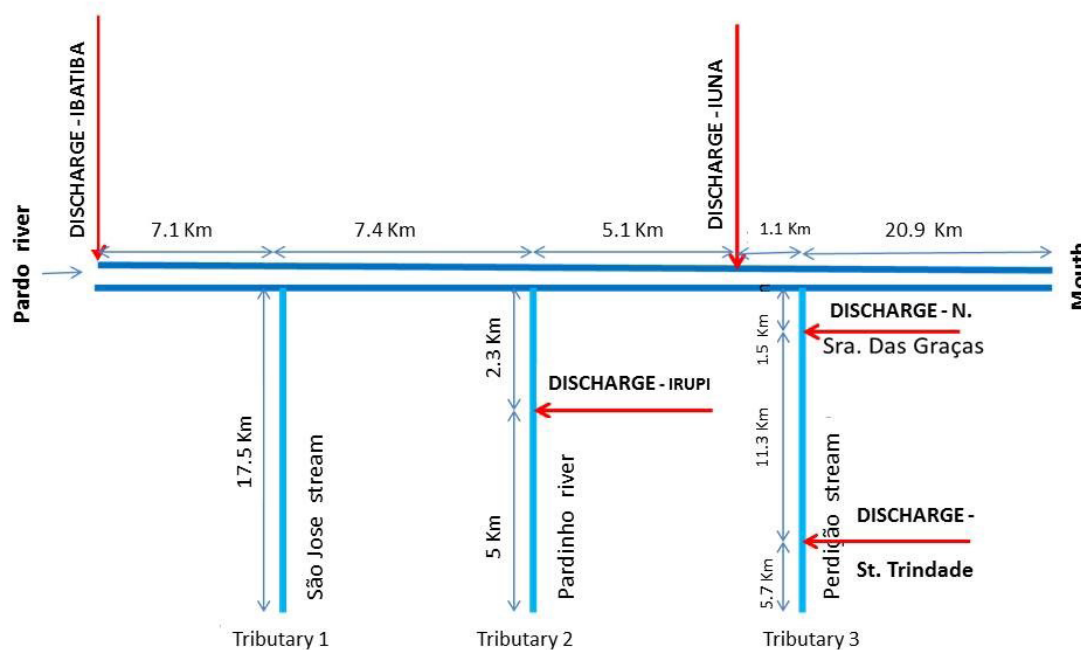 DISCHARGE - IBATIBA
DISCHARGE - IUNA
7.1 Km
7.4 Km
5.1 Km
1.1 Km
20.9 Km
Pardo river
Mouth
n
DISCHARGE - N.
Sra. Das Graças
1.5 Km
2.3 Km
DISCHARGE - IRUPI
17.5 Km
São Jose stream
5 Km
Pardinho river
11.3 Km
Perdição stream
DISCHARGE -
St. Trindade
5.7 Km
Tributary 1
Tributary 2
Tributary 3